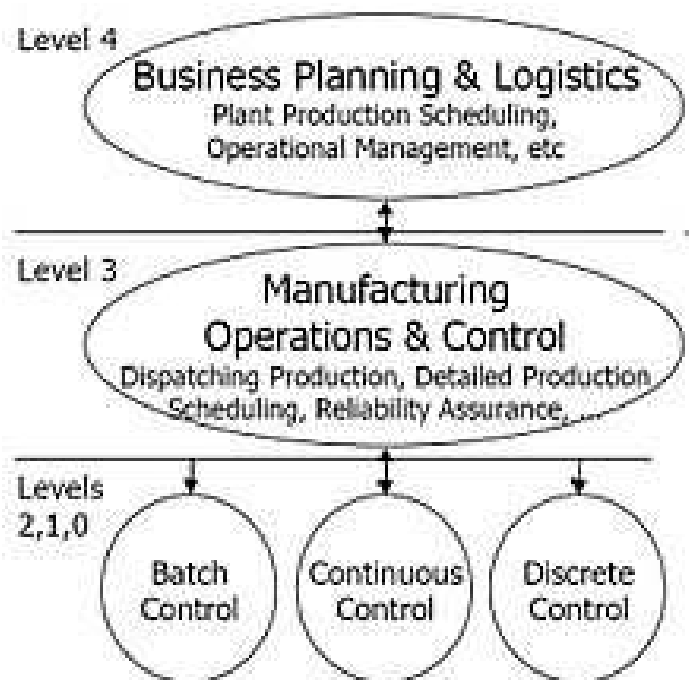 Level 4
Business Planning & Logistics
Plant Production Scheduling,
Operational Management, etc
Level 3
Manufacturing
Operations & Control
Dispatching Production, Detailed Production
Scheduling, Reliability Assurance, ...
Levels
2,1,0
Batch
Control
Continuous
Control
Discrete
Control